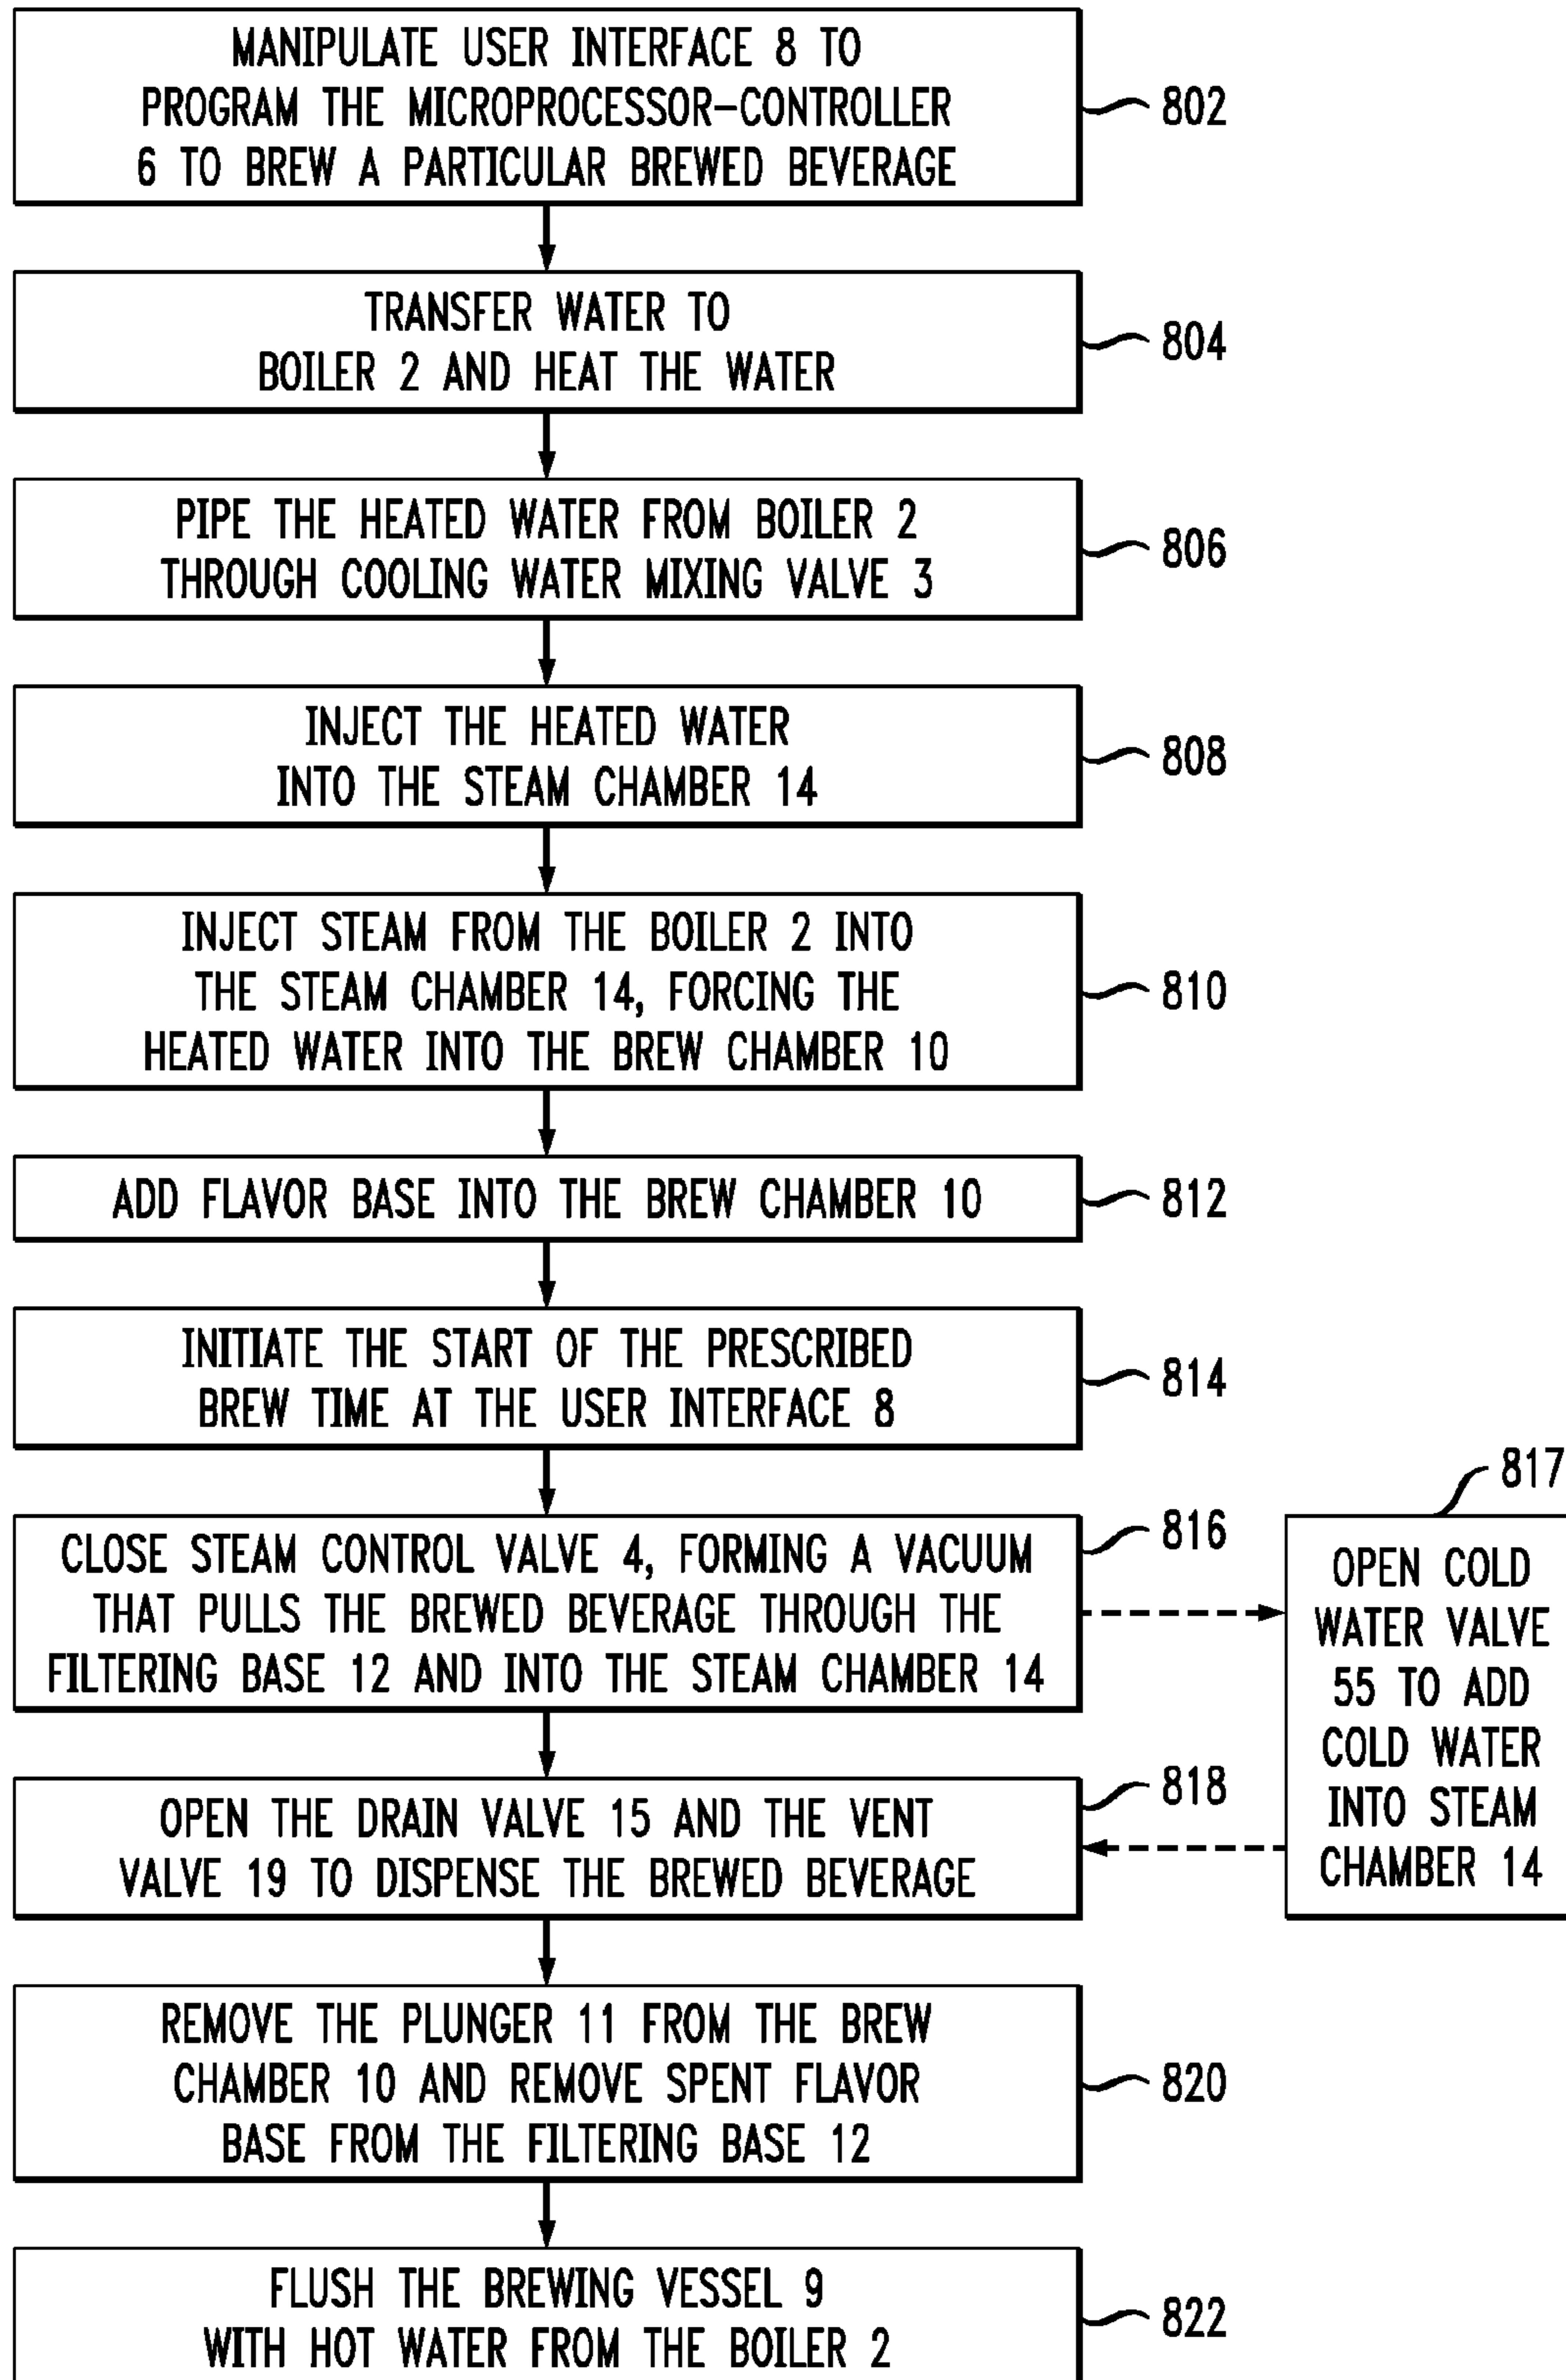 MANIPULATE USER INTERFACE 8 TO
PROGRAM THE MICROPROCESSOR-CONTROLLER
6 TO BREW A PARTICULAR BREWED BEVERAGE
802
TRANSFER WATER TO
BOILER 2 AND HEAT THE WATER
804
PIPE THE HEATED WATER FROM BOILER 2
THROUGH COOLING WATER MIXING VALVE 3
806
INJECT THE HEATED WATER
INTO THE STEAM CHAMBER 14
808
INJECT STEAM FROM THE BOILER 2 INTO
THE STEAM CHAMBER 14, FORCING THE
HEATED WATER INTO THE BREW CHAMBER 10
810
ADD FLAVOR BASE INTO THE BREW CHAMBER 10
812
INITIATE THE START OF THE PRESCRIBED
BREW TIME AT THE USER INTERFACE 8
814
CLOSE STEAM CONTROL VALVE 4, FORMING A VACUUM
THAT PULLS THE BREWED BEVERAGE THROUGH THE
FILTERING BASE 12 AND INTO THE STEAM CHAMBER 14
816
817
OPEN COLD
WATER VALVE
55 TO ADD
COLD WATER
INTO STEAM
CHAMBER 14
OPEN THE DRAIN VALVE 15 AND THE VENT
VALVE 19 TO DISPENSE THE BREWED BEVERAGE
818
REMOVE THE PLUNGER 11 FROM THE BREW
CHAMBER 10 AND REMOVE SPENT FLAVOR
BASE FROM THE FILTERING BASE 12
820
FLUSH THE BREWING VESSEL 9
WITH HOT WATER FROM THE BOILER 2
822